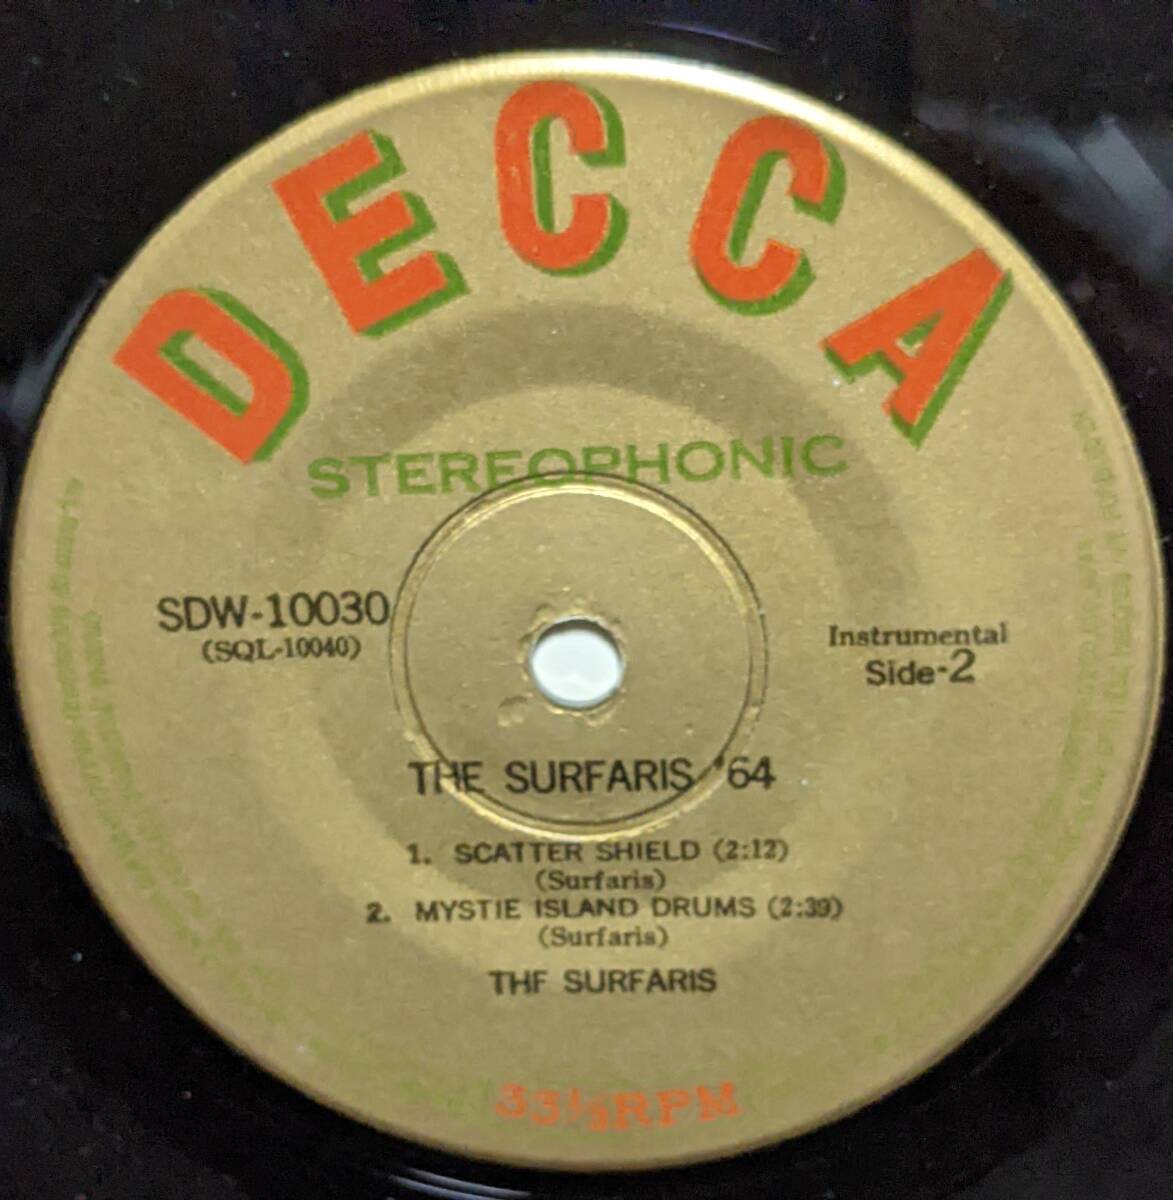 DECCA
STEREOPHONIC
SDW-10030
(SQL-10040)
Instrumental
Side-2
THE SURFARIS '64
1. SCATTER SHIELD (2:12)
(Surfaris)
2. MYSTIE ISLAND DRUMS (2:39)
(Surfaris)
THE SURFARIS
33⅓RPM